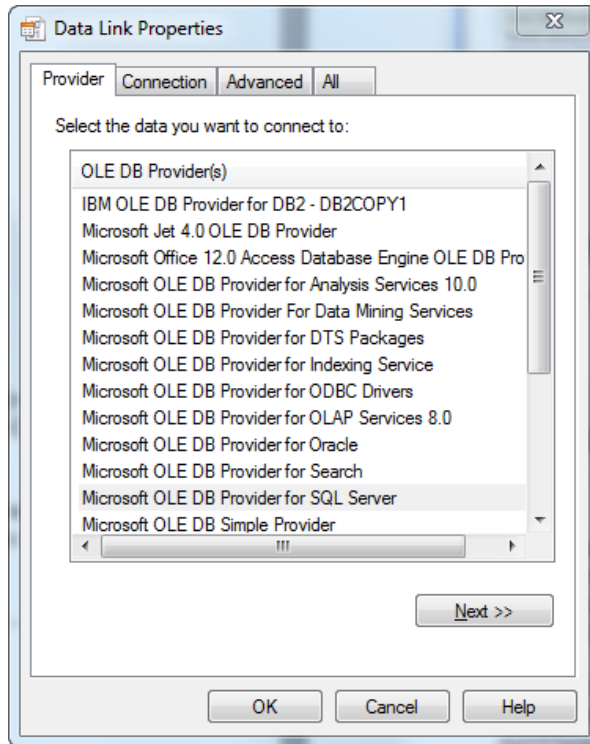 Data Link Properties
Provider Connection Advanced All
Select the data you want to connect to:
OLE DB Provider(s)
IBM OLE DB Provider for DB2 - DB2COPY1
Microsoft Jet 4.0 OLE DB Provider
Microsoft Office 12.0 Access Database Engine OLE DB Pro
Microsoft OLE DB Provider for Analysis Services 10.0
Microsoft OLE DB Provider For Data Mining Services
Microsoft OLE DB Provider for DTS Packages
Microsoft OLE DB Provider for Indexing Service
Microsoft OLE DB Provider for ODBC Drivers
Microsoft OLE DB Provider for OLAP Services 8.0
Microsoft OLE DB Provider for Oracle
Microsoft OLE DB Provider for Search
Microsoft OLE DB Provider for SQL Server
Microsoft OLE DB Simple Provider
Next >>
OK Cancel Help